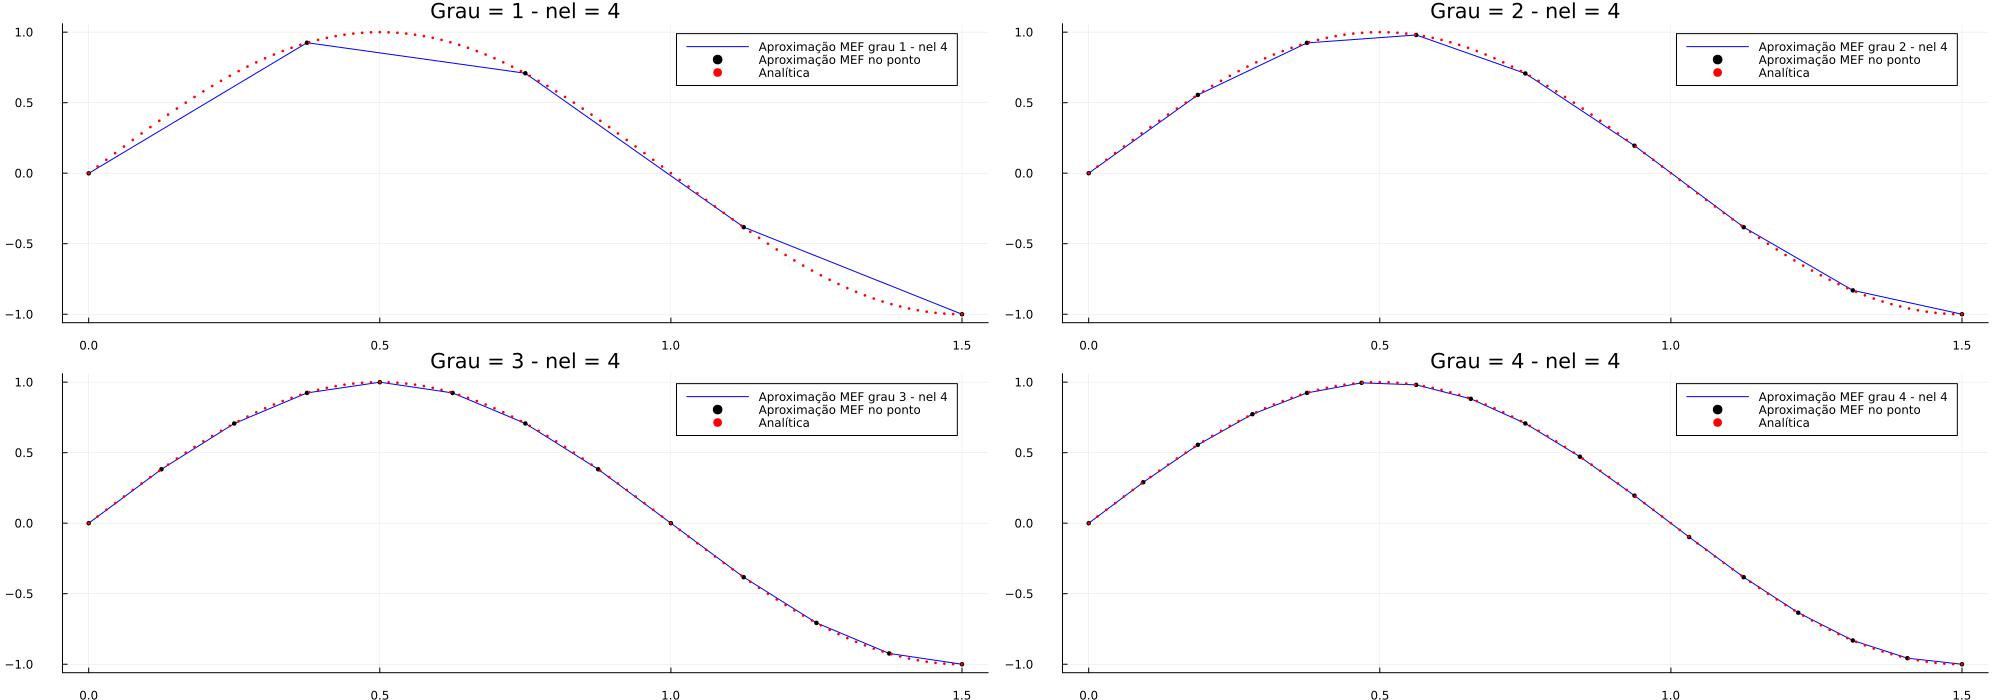 Grau = 1 - nel = 4
1.0
0.5
0.0
−0.5
−1.0
0.0 0.5 1.0 1.5
Aproximação MEF grau 1 - nel 4
Aproximação MEF no ponto
Analítica
Grau = 2 - nel = 4
1.0
0.5
0.0
−0.5
−1.0
0.0 0.5 1.0 1.5
Aproximação MEF grau 2 - nel 4
Aproximação MEF no ponto
Analítica
Grau = 3 - nel = 4
1.0
0.5
0.0
−0.5
−1.0
0.0 0.5 1.0 1.5
Aproximação MEF grau 3 - nel 4
Aproximação MEF no ponto
Analítica
Grau = 4 - nel = 4
1.0
0.5
0.0
−0.5
−1.0
0.0 0.5 1.0 1.5
Aproximação MEF grau 4 - nel 4
Aproximação MEF no ponto
Analítica